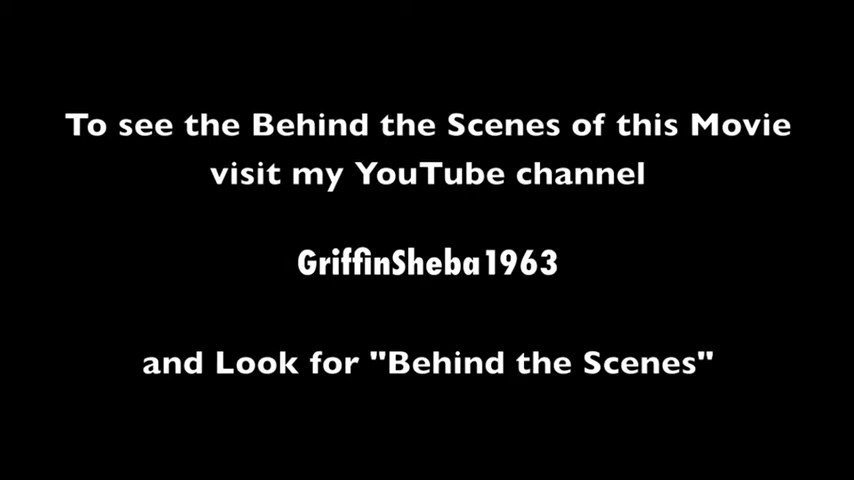 To see the Behind the Scenes of this Movie
visit my YouTube channel
GriffinSheba1963
and Look for "Behind the Scenes"